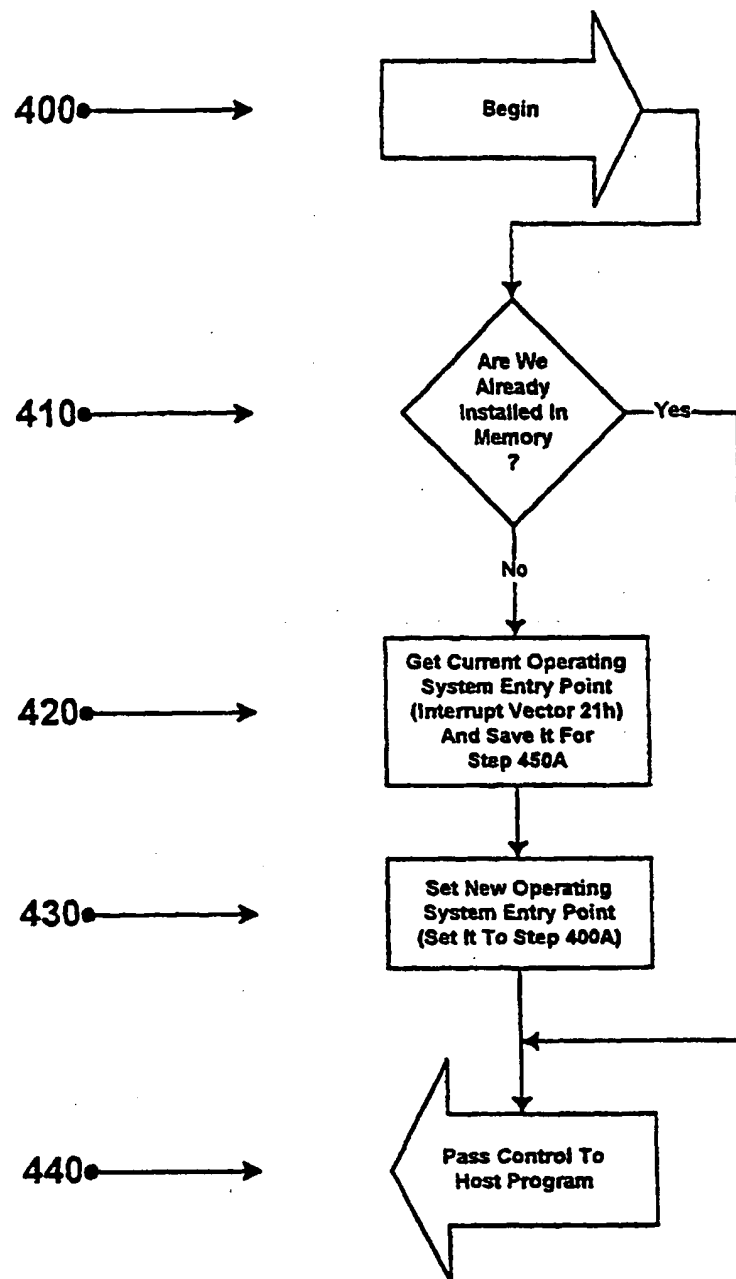 400
Begin
410
Are We
Already
Installed In
Memory
?
Yes
No
420
Get Current Operating
System Entry Point
(Interrupt Vector 21h)
And Save It For
Step 450A
430
Set New Operating
System Entry Point
(Set It To Step 400A)
440
Pass Control To
Host Program